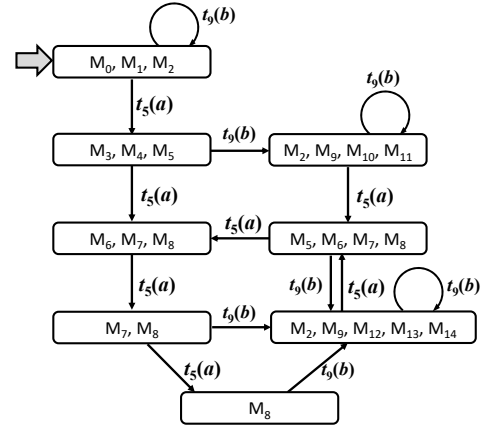 t₉(b)
M₀, M₁, M₂
t₉(b)
t₅(a)
M₃, M₄, M₅
t₉(b)
M₂, M₉, M₁₀, M₁₁
t₅(a)
t₅(a)
M₆, M₇, M₈
t₅(a)
M₅, M₆, M₇, M₈
t₅(a)
t₉(b)
t₅(a)
t₉(b)
M₇, M₈
t₉(b)
M₂, M₉, M₁₂, M₁₃, M₁₄
t₅(a)
t₉(b)
M₈